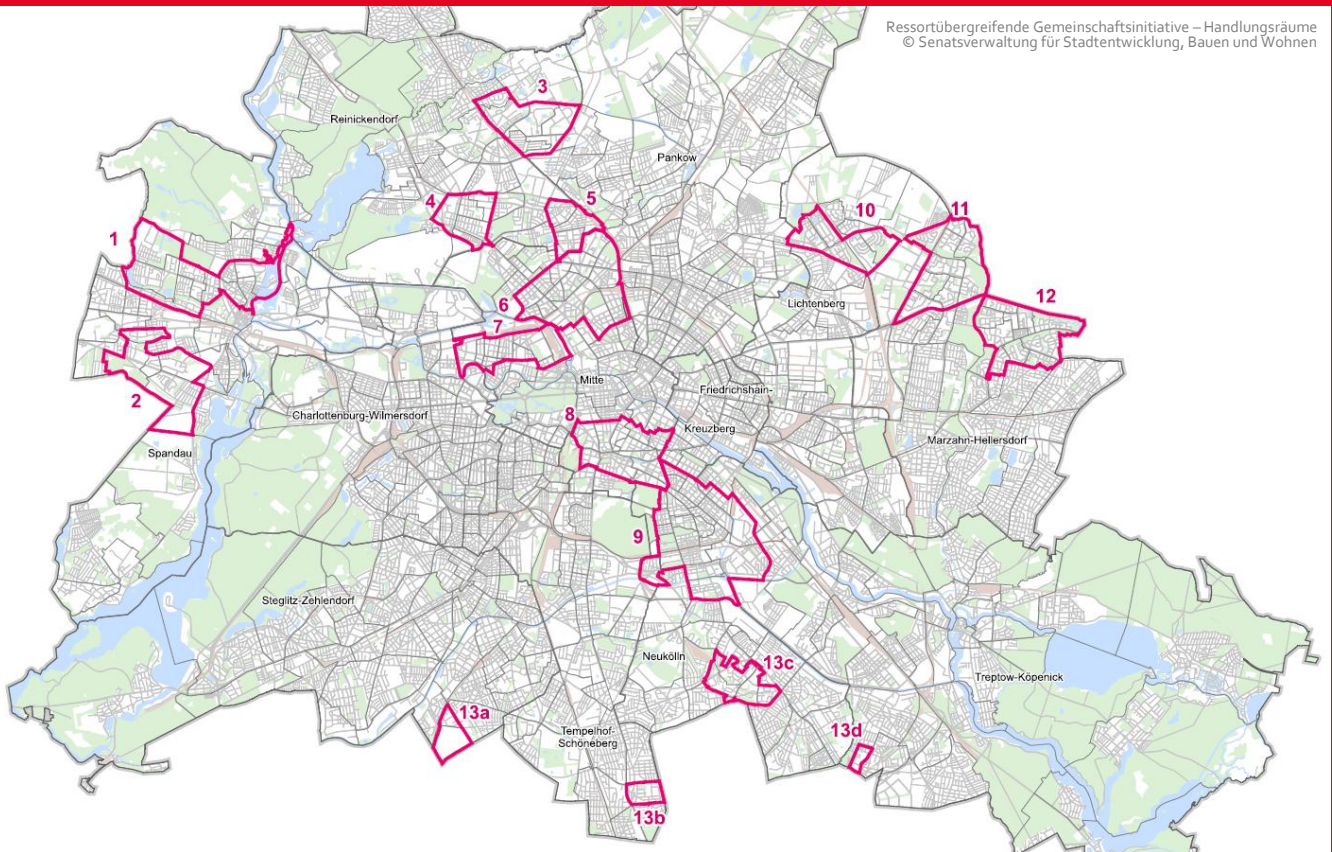 Ressortübergreifende Gemeinschaftsinitiative – Handlungsräume
© Senatsverwaltung für Stadtentwicklung, Bauen und Wohnen
3
Reinickendorf
Pankow
4
5
10
11
1
12
6
Lichtenberg
7
Mitte
Friedrichshain-
Kreuzberg
2
Charlottenburg-Wilmersdorf
8
Marzahn-Hellersdorf
Spandau
9
Steglitz-Zehlendorf
Neukölln
13c
Treptow-Köpenick
13a
Tempelhof-
Schöneberg
13d
13b